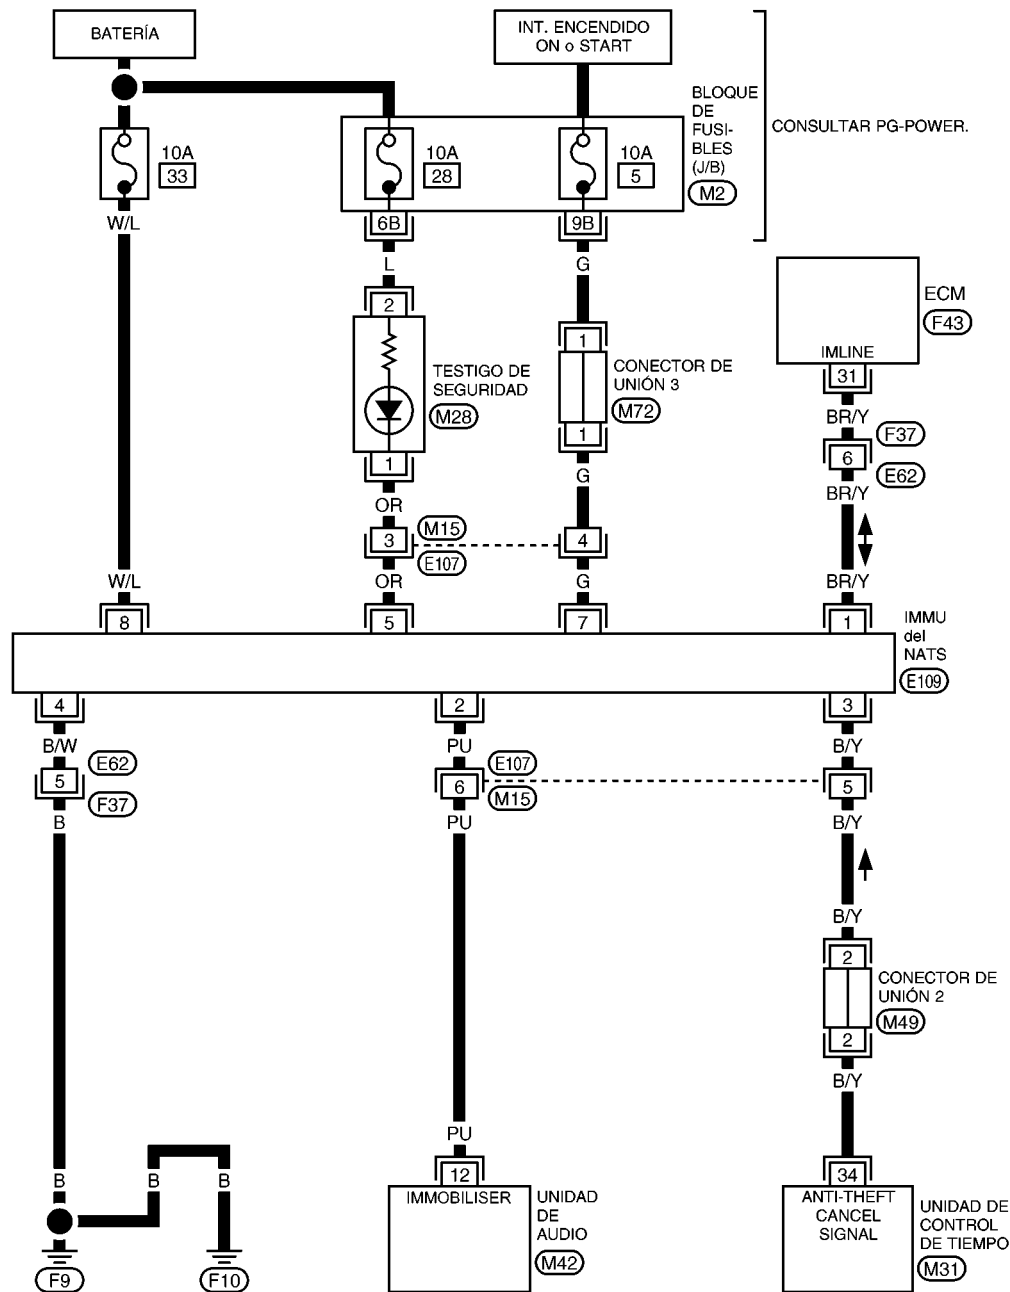 BATERÍA
INT. ENCENDIDO
ON o START
BLOQUE
DE
FUSI-
BLES
(J/B)
M2
CONSULTAR PG-POWER.
10A
33
10A
28
10A
5
W/L
6B
9B
L
G
ECM
F43
IMLINE
31
2
1
TESTIGO DE
SEGURIDAD
M28
CONECTOR DE
UNIÓN 3
M72
1
1
BR/Y
F37
6
E62
BR/Y
OR
G
3
M15
E107
4
W/L
OR
G
BR/Y
8
5
7
1
IMMU
del
NATS
E109
4
2
3
B/W
PU
B/Y
E62
5
F37
E107
6
M15
5
B
PU
B/Y
B/Y
2
CONECTOR DE
UNIÓN 2
M49
2
B/Y
PU
B
B
B
12
34
IMMOBILISER
UNIDAD
DE
AUDIO
M42
ANTI-THEFT
CANCEL
SIGNAL
UNIDAD DE
CONTROL
DE TIEMPO
M31
F9
F10